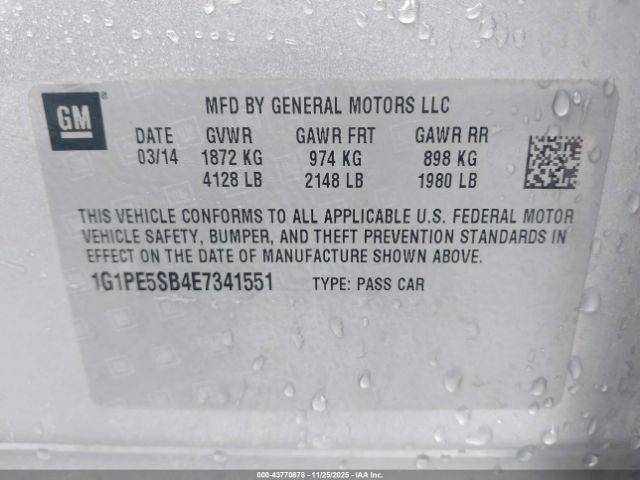 GM ®
MFD BY GENERAL MOTORS LLC
DATE GVWR GAWR FRT GAWR RR
03/14 1872 KG 974 KG 898 KG
4128 LB 2148 LB 1980 LB
THIS VEHICLE CONFORMS TO ALL APPLICABLE U.S. FEDERAL MOTOR
VEHICLE SAFETY, BUMPER, AND THEFT PREVENTION STANDARDS IN
EFFECT ON THE DATE OF MANUFACTURE SHOWN ABOVE.
1G1PE5SB4E7341551 TYPE: PASS CAR
000-43770878 - 11/25/2025 - IAA Inc.